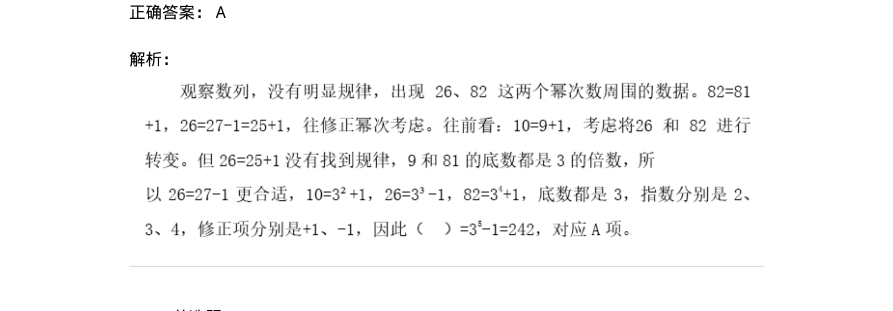 正确答案： A
解析：
观察数列，没有明显规律，出现 26、82 这两个幂次数周围的数据。82=81
+1，26=27-1=25+1，往修正幂次考虑。往前看：10=9+1，考虑将26 和 82 进行
转变。但 26=25+1 没有找到规律，9 和 81 的底数都是 3 的倍数，所
以 26=27-1 更合适，10=3²+1，26=3³-1，82=3⁴+1，底数都是 3，指数分别是 2、
3、4，修正项分别是+1、-1，因此（ ）=3⁵-1=242，对应 A 项。